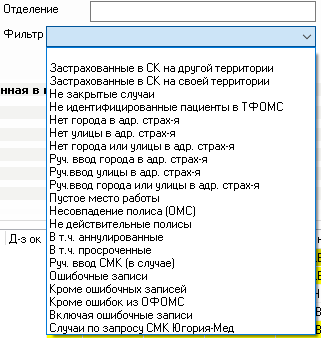 Отделение
Фильтр
Застрахованные в СК на другой территории
Застрахованные в СК на своей территории
нная в
Не закрытые случаи
Не идентифицированные пациенты в ТФОМС
Нет города в адр. страх-я
Нет улицы в адр. страх-я
Нет города или улицы в адр. страх-я
Руч. ввод города в адр. страх-я
Руч.ввод улицы в адр. страх-я
Руч.ввод города или улицы в адр. страх-я
Пустое место работы
Несовпадение полиса (ОМС)
Не действительные полисы
Д-з ок
В т.ч. аннулированные
В т.ч. просроченные
Руч. ввод СМК (в случае)
Ошибочные записи
Кроме ошибочных записей
Кроме ошибок из ОФОМС
Включая ошибочные записи
Случаи по запросу СМК Югория-Мед